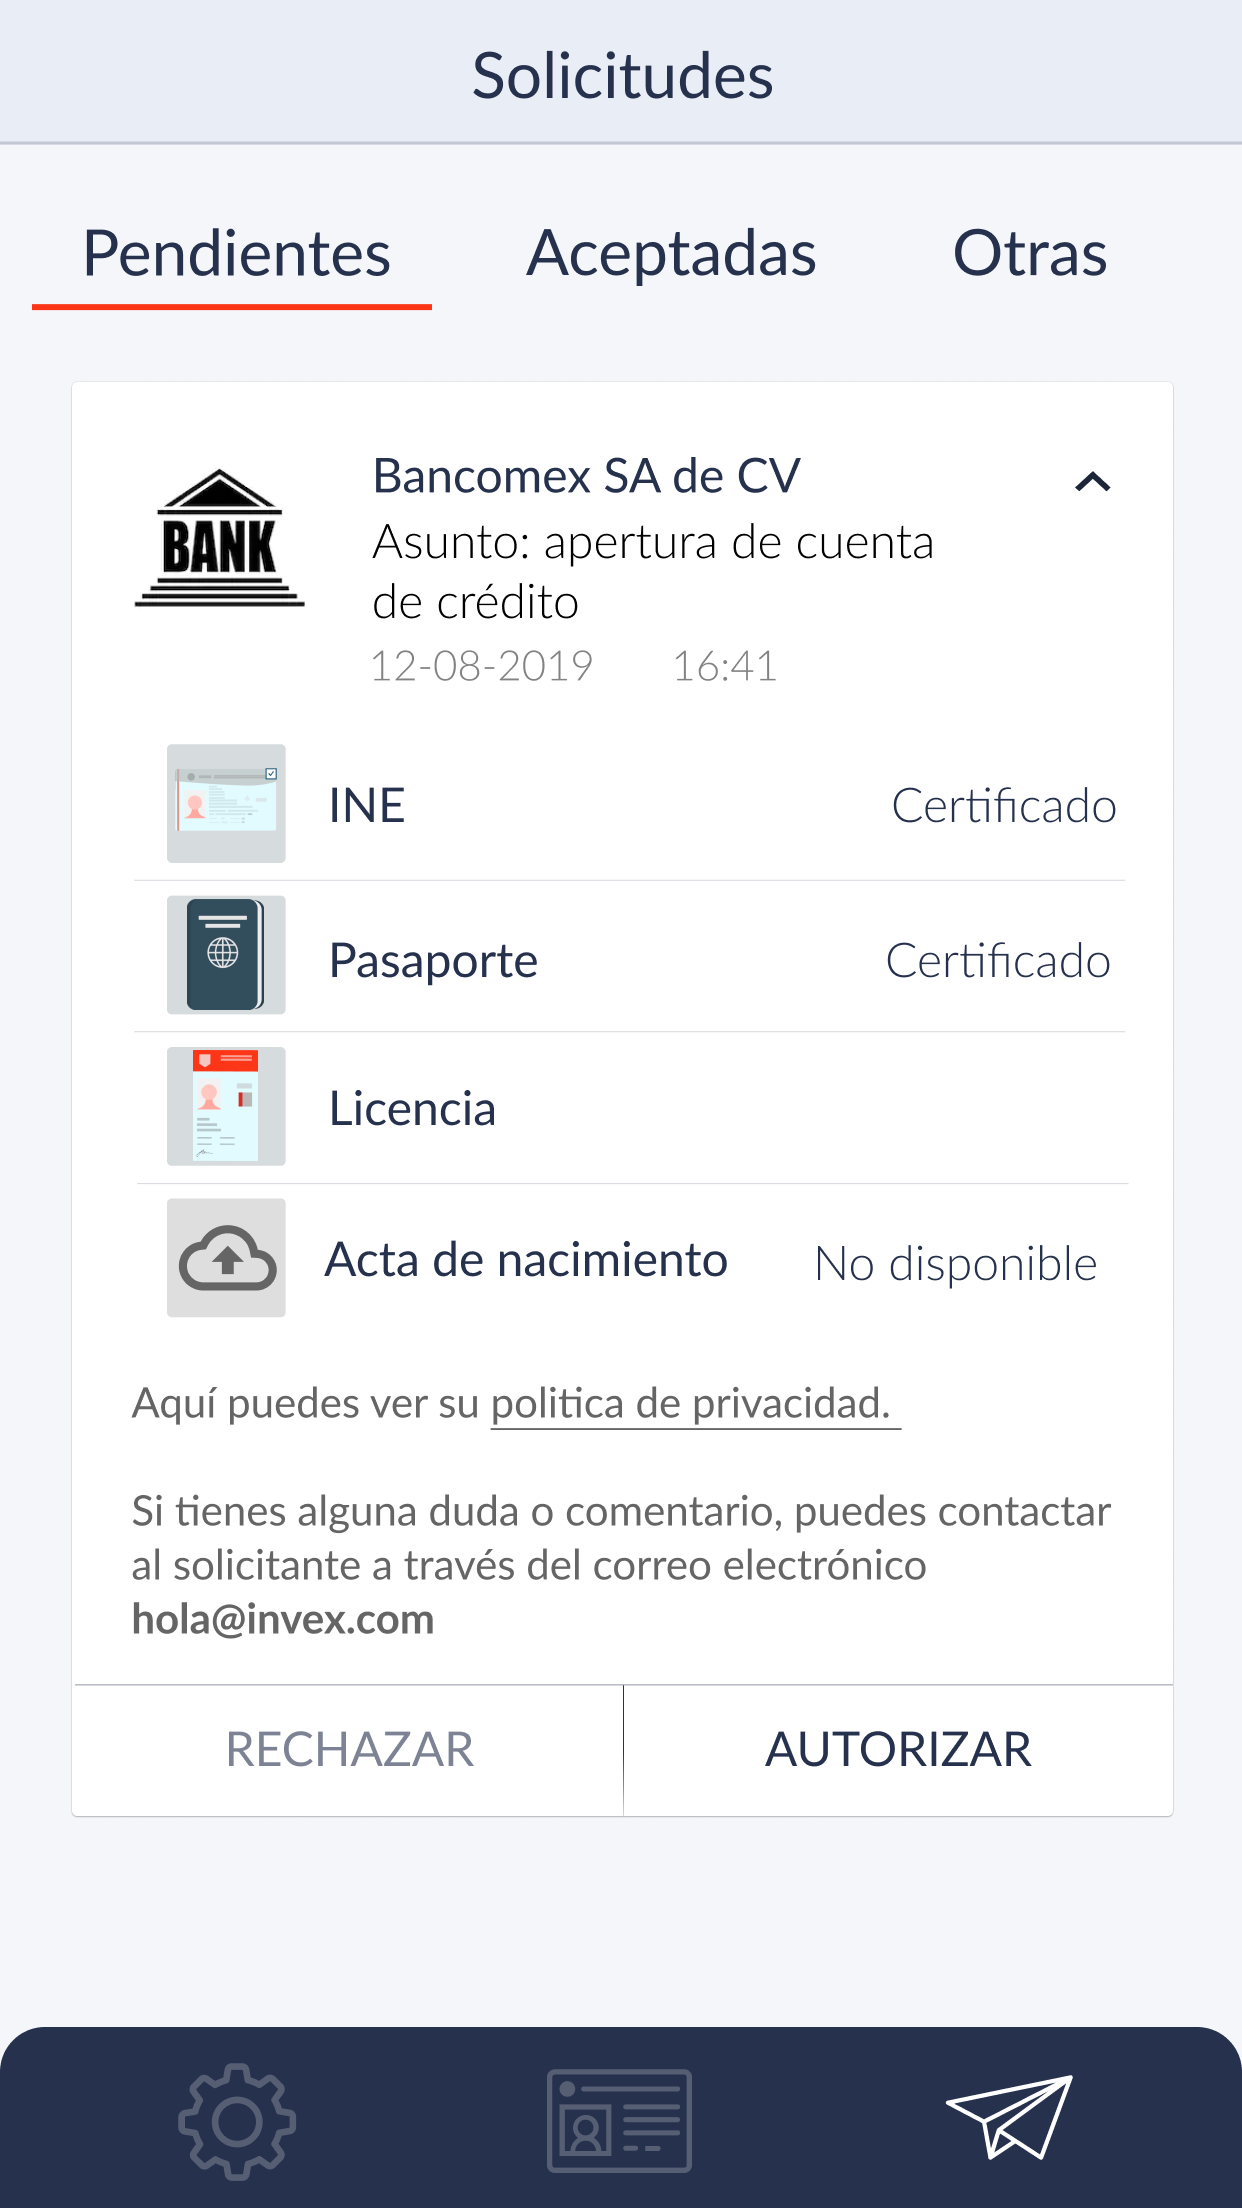 Solicitudes
Pendientes Aceptadas Otras
BANK
Bancomex SA de CV
Asunto: apertura de cuenta
de crédito
12-08-2019 16:41
INE Certificado
Pasaporte Certificado
Licencia
Acta de nacimiento No disponible
Aquí puedes ver su politica de privacidad.
Si tienes alguna duda o comentario, puedes contactar
al solicitante a través del correo electrónico
hola@invex.com
RECHAZAR AUTORIZAR